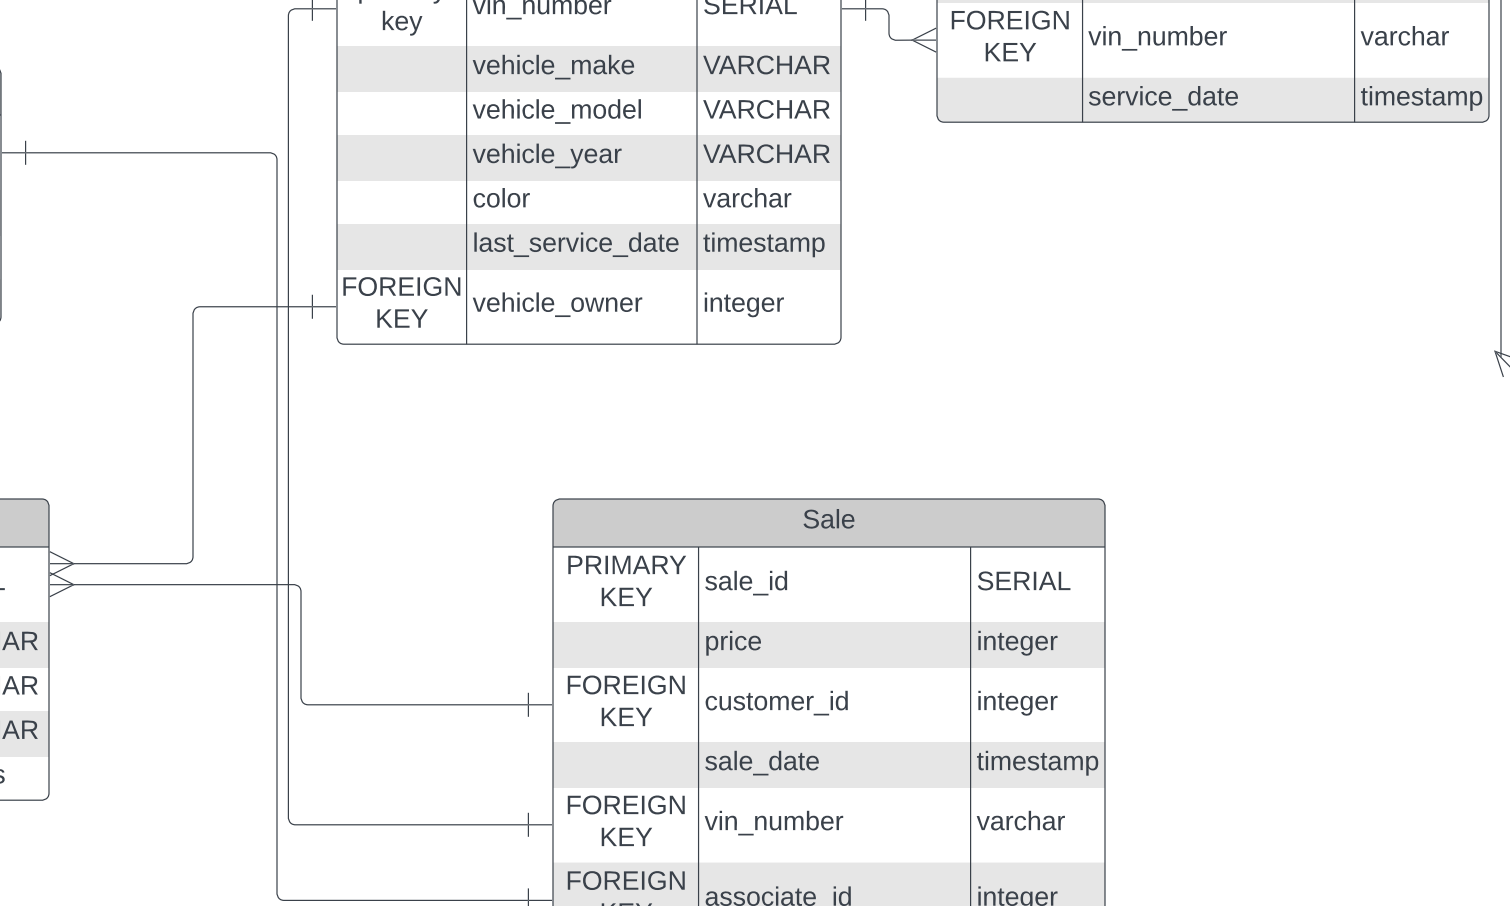 key
vin_number
SERIAL
vehicle_make VARCHAR
vehicle_model VARCHAR
vehicle_year VARCHAR
color varchar
last_service_date timestamp
FOREIGN
KEY
vehicle_owner integer
FOREIGN
KEY
vin_number varchar
service_date timestamp
AR
AR
AR
s
Sale
PRIMARY
KEY
sale_id SERIAL
price integer
FOREIGN
KEY
customer_id integer
sale_date timestamp
FOREIGN
KEY
vin_number varchar
FOREIGN
associate_id integer